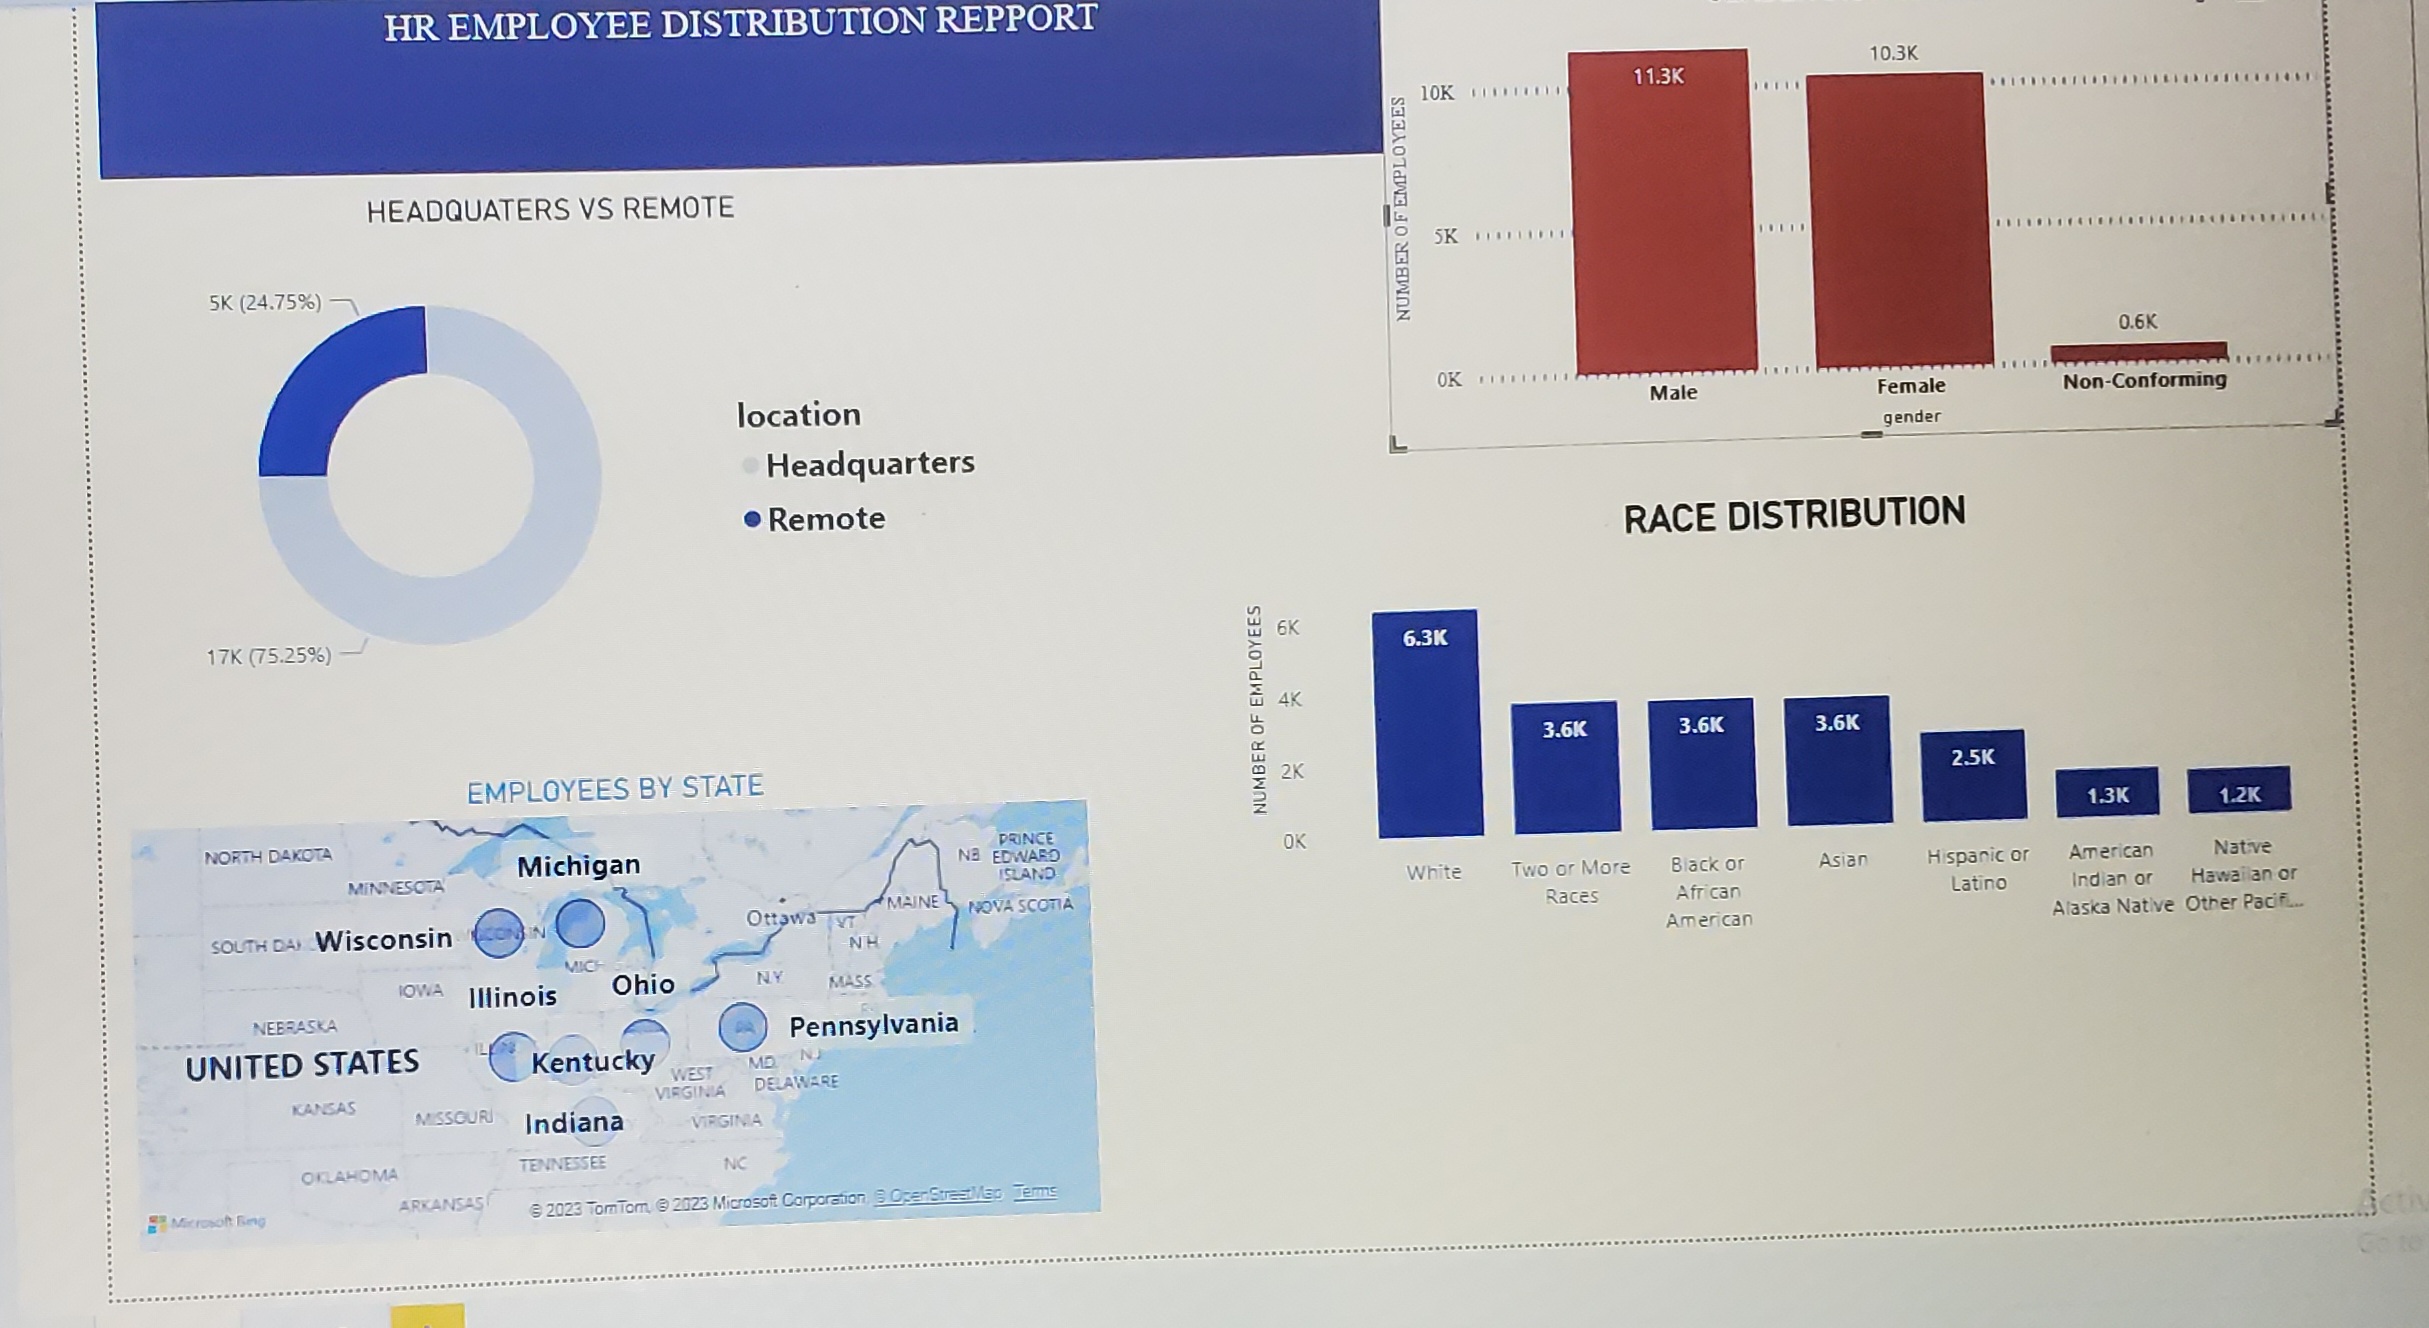 HR EMPLOYEE DISTRIBUTION REPPORT
HEADQUATERS VS REMOTE
5K (24.75%)
17K (75.25%)
location
Headquarters
Remote
NUMBER OF EMPLOYEES
10K
5K
0K
11.3K
10.3K
0.6K
Male
Female
Non-Conforming
gender
RACE DISTRIBUTION
NUMBER OF EMPLOYEES
6K
4K
2K
0K
6.3K
3.6K
3.6K
3.6K
2.5K
1.3K
1.2K
White
Two or More
Races
Black or
African
American
Asian
Hispanic or
Latino
American
Indian or
Alaska Native
Native
Hawaiian or
Other Pacifi...
EMPLOYEES BY STATE
NORTH DAKOTA
MINNESOTA
Michigan
PRINCE
EDWARD
ISLAND
NB
MAINE
NOVA SCOTIA
Ottawa
VT
NH
SOUTH DA
Wisconsin
MICH
IOWA
Illinois
Ohio
N.Y
MASS
NEBRASKA
Pennsylvania
PA
UNITED STATES
Kentucky
WEST
VIRGINIA
MD
NJ
DELAWARE
KANSAS
MISSOURI
Indiana
VIRGINIA
TENNESSEE
NC
OKLAHOMA
ARKANSAS
Microsoft Bing
© 2023 TomTom, © 2023 Microsoft Corporation, © OpenStreetMap Terms